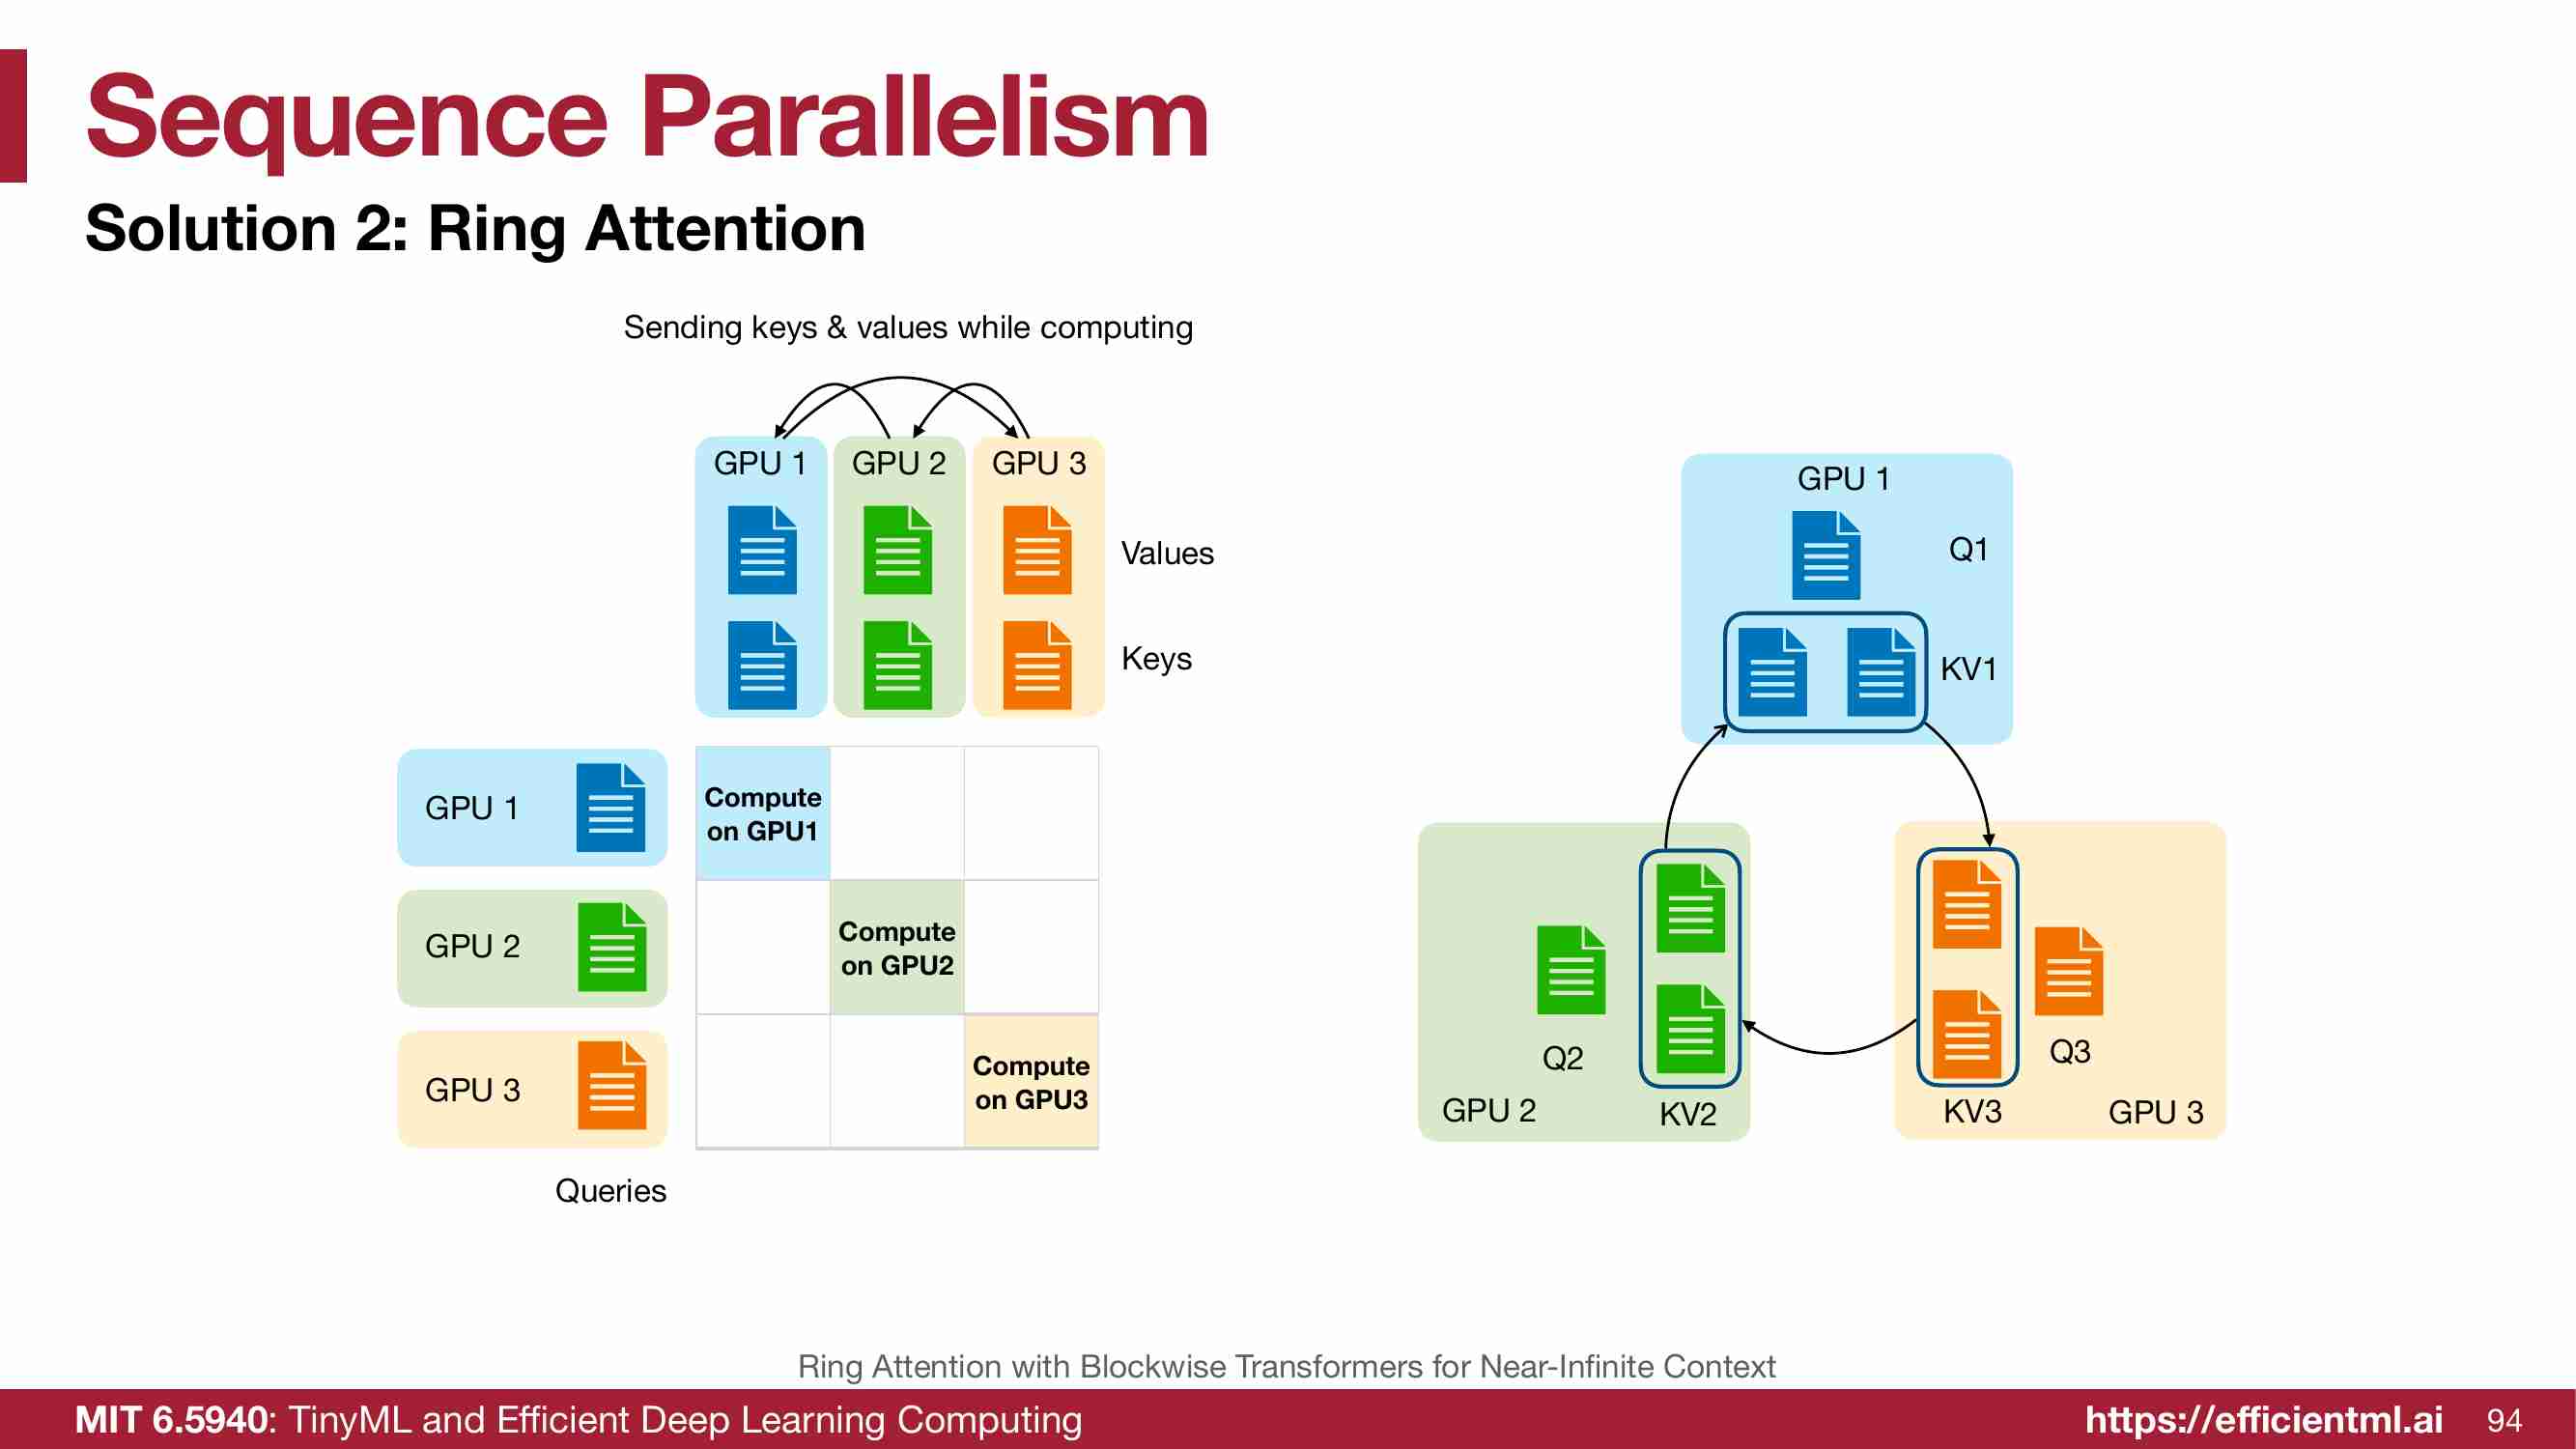 Sequence Parallelism
Solution 2: Ring Attention
Sending keys & values while computing
GPU 1
GPU 2
GPU 3
Values
Keys
GPU 1
GPU 2
GPU 3
Queries
Compute
on GPU1
Compute
on GPU2
Compute
on GPU3
GPU 1
Q1
KV1
Q2
GPU 2
KV2
Q3
KV3
GPU 3
Ring Attention with Blockwise Transformers for Near-Infinite Context
MIT 6.5940: TinyML and Efficient Deep Learning Computing
https://efficientml.ai
94